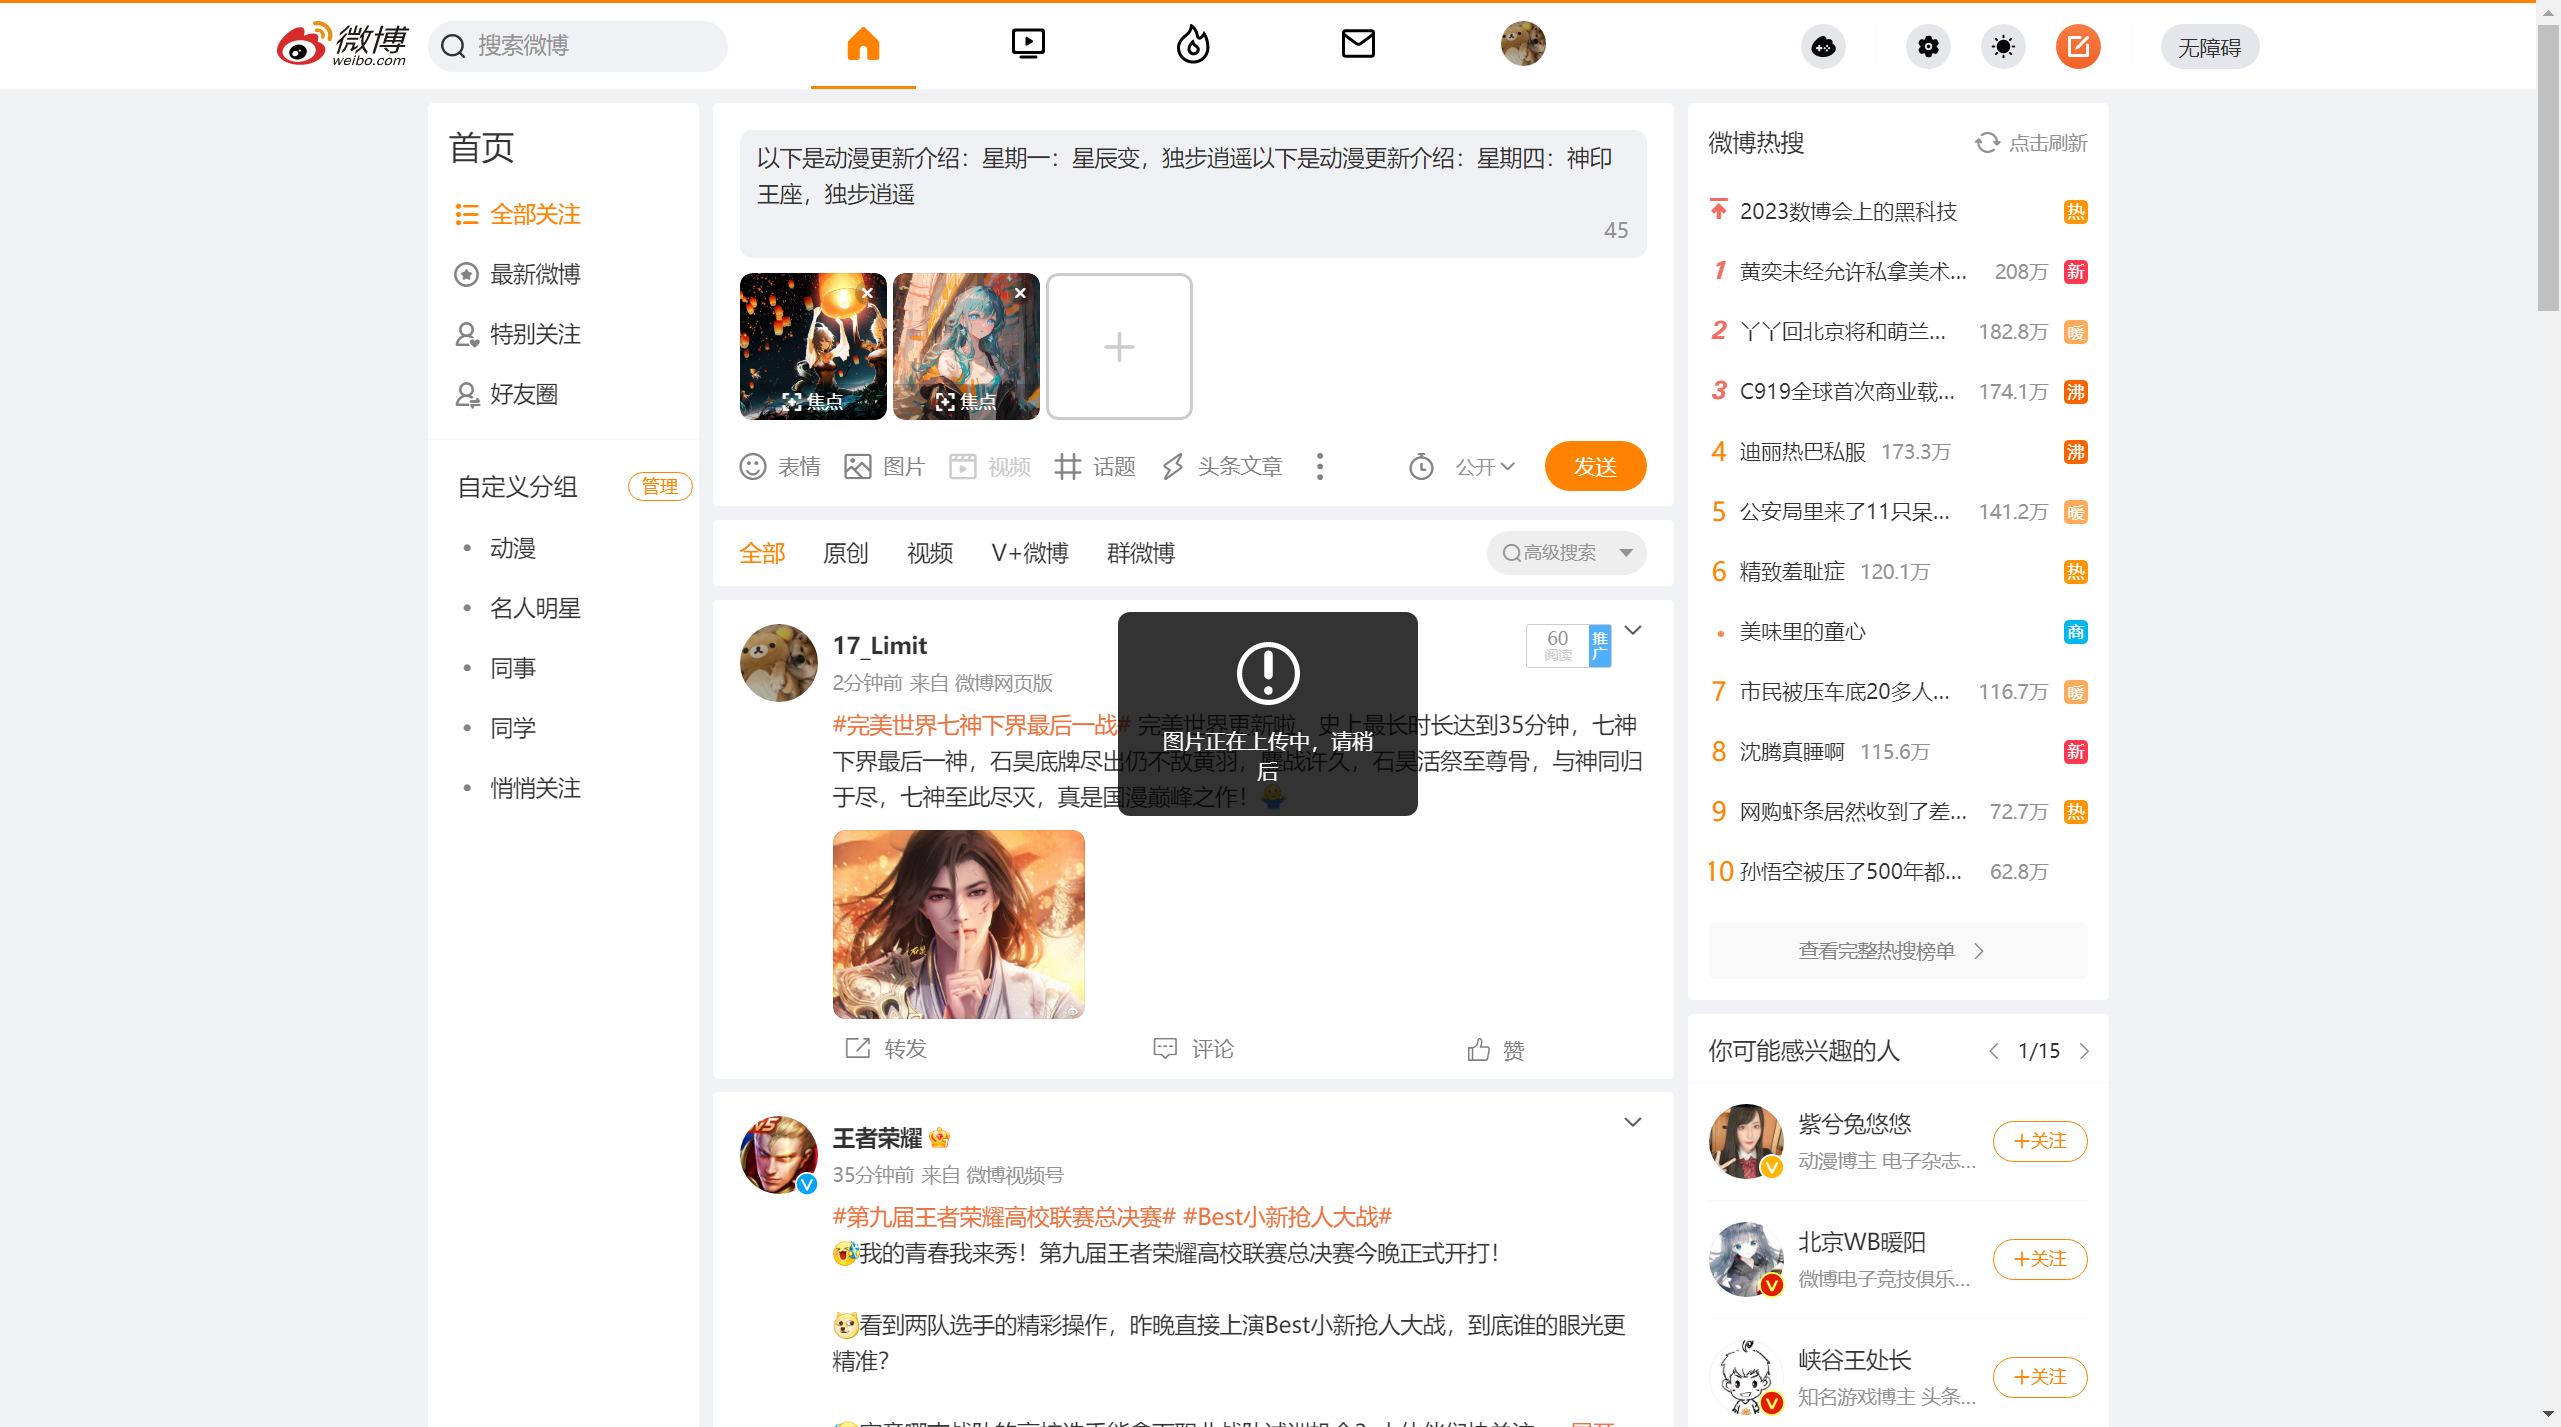 微博
weibo.com
搜索微博
无障碍
首页
全部关注
最新微博
特别关注
好友圈
自定义分组
管理
动漫
名人明星
同事
同学
悄悄关注
以下是动漫更新介绍：星期一：星辰变，独步逍遥以下是动漫更新介绍：星期四：神印
王座，独步逍遥
45
焦点
焦点
表情
图片
视频
话题
头条文章
公开
发送
全部
原创
视频
V+微博
群微博
高级搜索
17_Limit
2分钟前 来自 微博网页版
60
阅读
推广
#完美世界七神下界最后一战# 完美世界更新啦，史上最长时长达到35分钟，七神
下界最后一神，石昊底牌尽出仍不敌黄羽，鏖战许久，石昊活祭至尊骨，与神同归
于尽，七神至此尽灭，真是国漫巅峰之作！
图片正在上传中，请稍
后
转发
评论
赞
王者荣耀
35分钟前 来自 微博视频号
#第九届王者荣耀高校联赛总决赛# #Best小新抢人大战#
我的青春我来秀！第九届王者荣耀高校联赛总决赛今晚正式开打！
看到两队选手的精彩操作，昨晚直接上演Best小新抢人大战，到底谁的眼光更
精准？
微博热搜
点击刷新
2023数博会上的黑科技 热
1 黄奕未经允许私拿美术... 208万 新
2 丫丫回北京将和萌兰... 182.8万 暖
3 C919全球首次商业载... 174.1万 沸
4 迪丽热巴私服 173.3万 沸
5 公安局里来了11只呆... 141.2万 暖
6 精致羞耻症 120.1万 热
美味里的童心 商
7 市民被压车底20多人... 116.7万 暖
8 沈腾真睡啊 115.6万 新
9 网购虾条居然收到了差... 72.7万 热
10 孙悟空被压了500年都... 62.8万
查看完整热搜榜单
你可能感兴趣的人
1/15
紫兮兔悠悠
动漫博主 电子杂志...
+关注
北京WB暖阳
微博电子竞技俱乐...
+关注
峡谷王处长
知名游戏博主 头条...
+关注